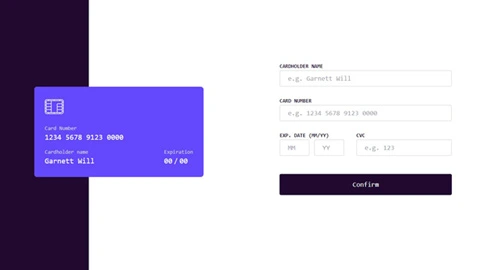 Card Number
1234 5678 9123 0000
Cardholder name
Expiration
Garnett Will
00/00
CARDHOLDER NAME
e.g. Garnett Will
CARD NUMBER
e.g. 1234 5678 9123 0000
EXP. DATE (MM/YY)
CVC
MM
YY
e.g. 123
Confirm